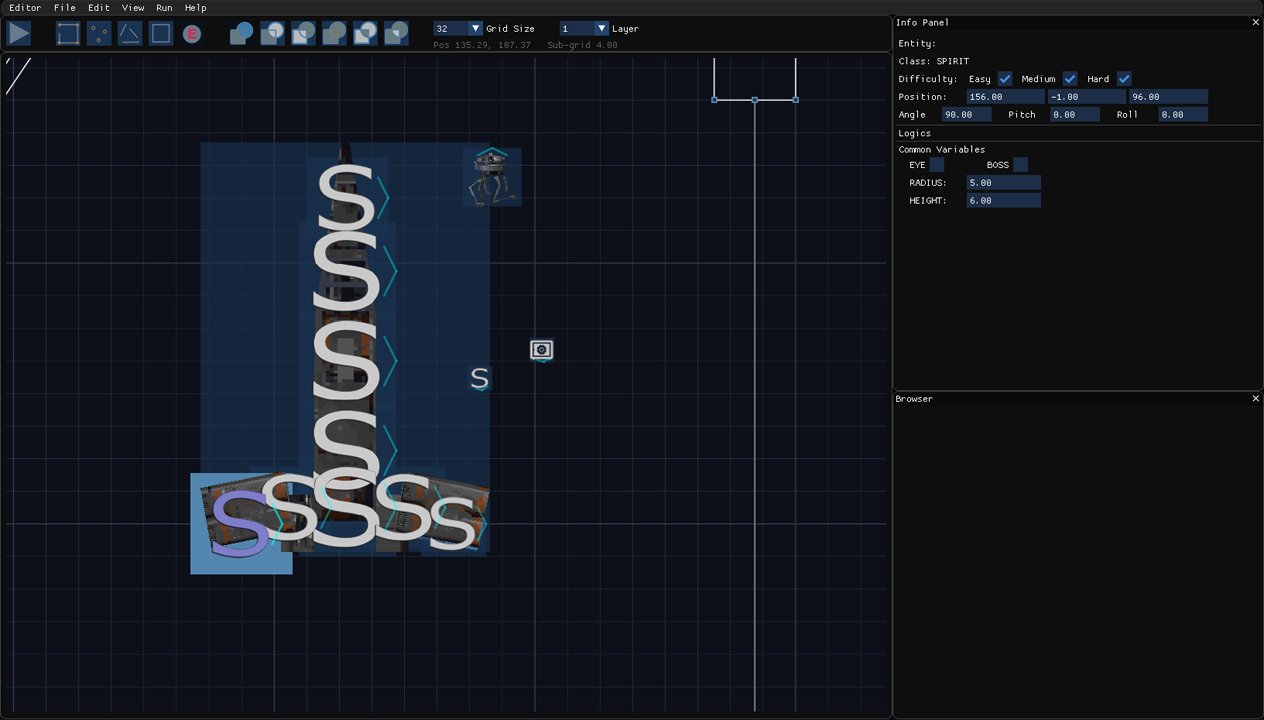 Editor File Edit View Run Help
E 32 Grid Size 1 Layer
Pos 135.29, 107.37 Sub-grid 4.00
Info Panel
Entity:
Class: SPIRIT
Difficulty: Easy Medium Hard
Position: 156.00 -1.00 96.00
Angle 90.00 Pitch 0.00 Roll 0.00
Logics
Common Variables
EYE BOSS
RADIUS: 5.00
HEIGHT: 6.00
Browser
S
S
S
S
S
S
S
S
S
S